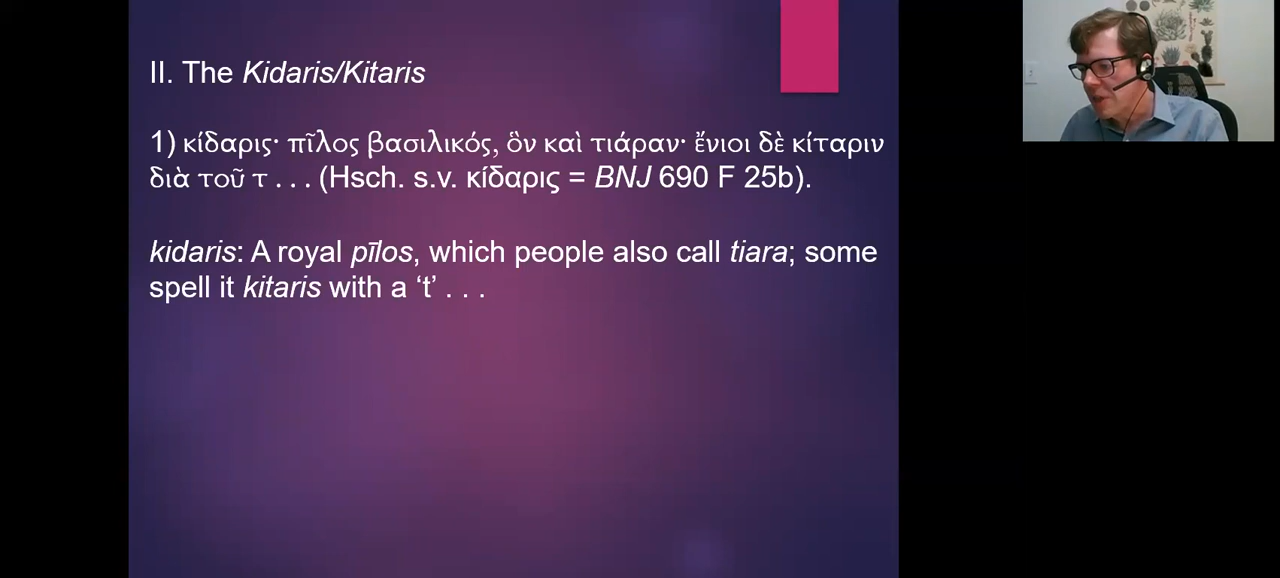 II. The Kidaris/Kitaris
1) κίδαρις· πῖλος βασιλικός, ὃν καὶ τιάραν· ἔνιοι δὲ κίταριν
διὰ τοῦ τ . . . (Hsch. s.v. κίδαρις = BNJ 690 F 25b).
kidaris: A royal pīlos, which people also call tiara; some
spell it kitaris with a ‘t’ . . .